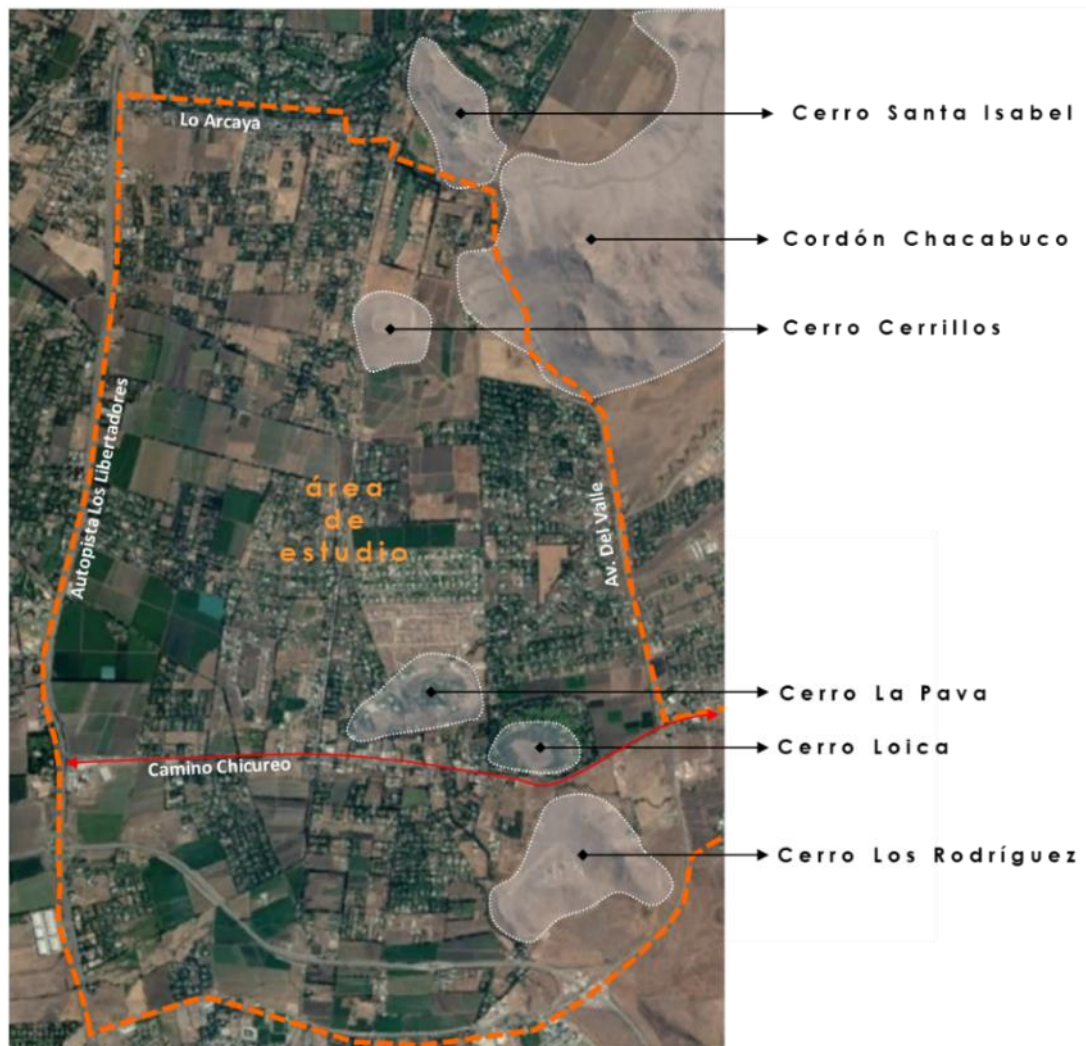 Lo Arcaya
Cerro Santa Isabel
Cordón Chacabuco
Cerro Cerrillos
Autopista Los Libertadores
área
de
estudio
Av. Del Valle
Cerro La Pava
Cerro Loica
Camino Chicureo
Cerro Los Rodríguez